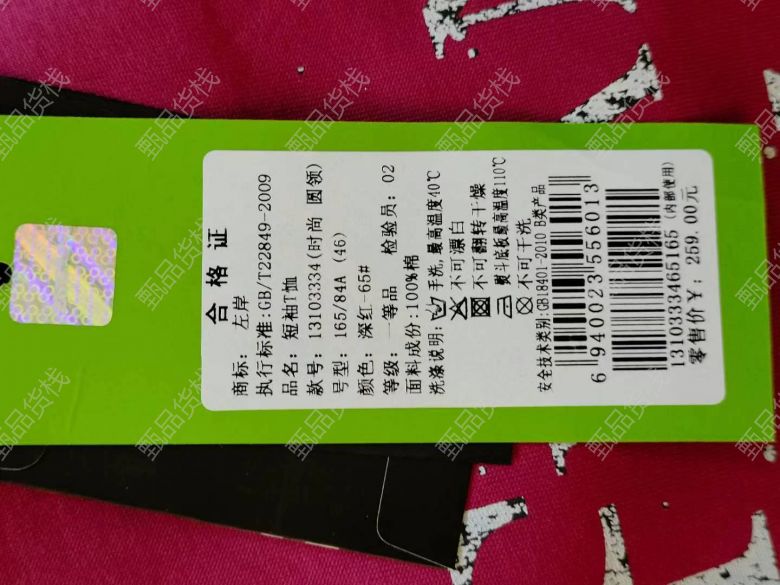 合格证
商标：左岸
执行标准:GB/T22849-2009
品名：短袖T恤
款号：13103334(时尚 圆领)
号型：165/84A (46)
颜色：深红-65#
等级：一等品 检验员：02
面料成份:100%棉
洗涤说明： 手洗,最高温度40℃
不可漂白
不可翻转干燥
熨斗底板最高温度110℃
不可干洗
安全技术类别:GB18401-2010 B类产品
6 940023 556013
1310333465165 (内部使用)
零售价￥：259.00元
甄品货栈